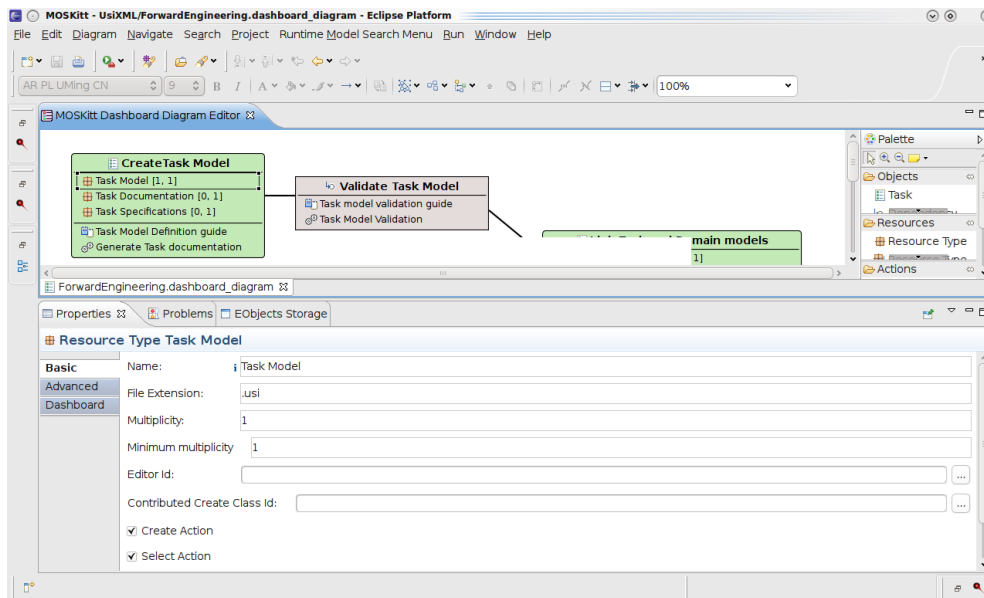 MOSKitt - UsiXML/ForwardEngineering.dashboard_diagram - Eclipse Platform
File Edit Diagram Navigate Search Project Runtime Model Search Menu Run Window Help
AR PL UMing CN 9 B I A 100%
MOSKitt Dashboard Diagram Editor
CreateTask Model
Task Model [1, 1]
Task Documentation [0, 1]
Task Specifications [0, 1]
Task Model Definition guide
Generate Task documentation
Validate Task Model
Task model validation guide
Task Model Validation
main models
1]
Palette
Objects
Task
Resources
Resource Type
Actions
ForwardEngineering.dashboard_diagram
Properties Problems EObjects Storage
Resource Type Task Model
Basic
Advanced
Dashboard
Name: Task Model
File Extension: .usi
Multiplicity: 1
Minimum multiplicity 1
Editor Id: ...
Contributed Create Class Id: ...
Create Action
Select Action